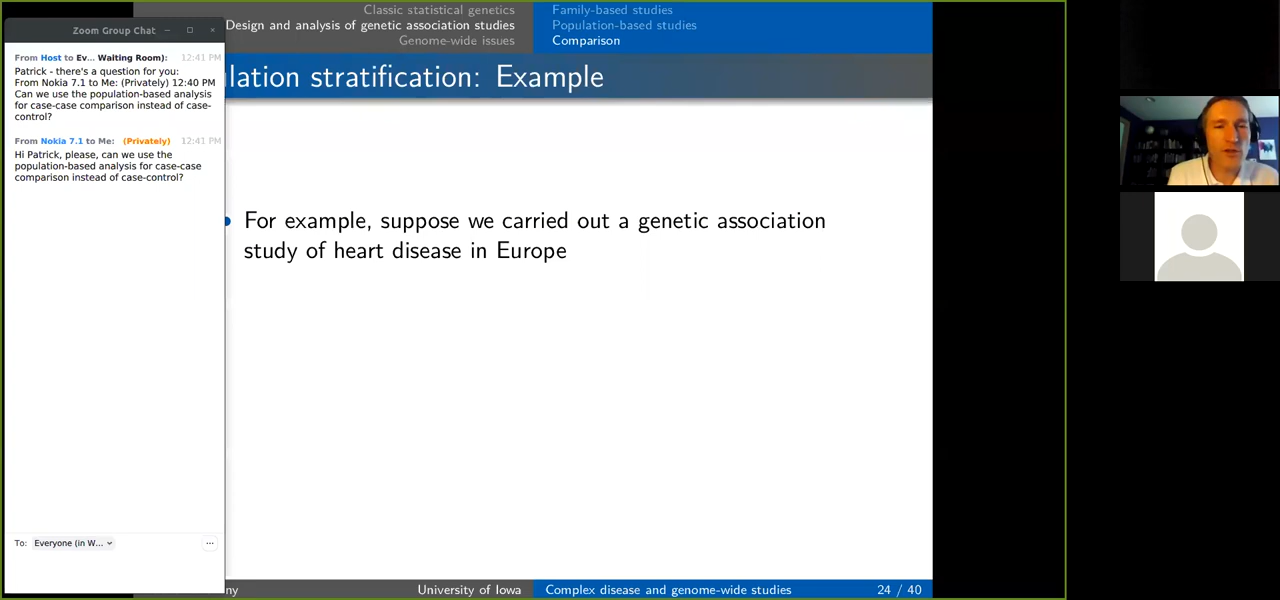 Zoom Group Chat
From Host to Ev... Waiting Room): 12:41 PM
Patrick - there's a question for you:
From Nokia 7.1 to Me: (Privately) 12:40 PM
Can we use the population-based analysis
for case-case comparison instead of case-
control?
From Nokia 7.1 to Me: (Privately) 12:41 PM
Hi Patrick, please, can we use the
population-based analysis for case-case
comparison instead of case-control?
To: Everyone (in W...
...
Classic statistical genetics
Design and analysis of genetic association studies
Genome-wide issues
Family-based studies
Population-based studies
Comparison
lation stratification: Example
• For example, suppose we carried out a genetic association
study of heart disease in Europe
ny
University of Iowa
Complex disease and genome-wide studies
24 / 40